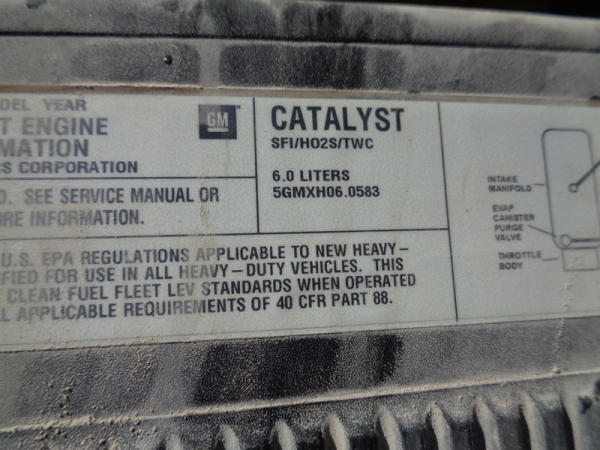 DEL YEAR
T ENGINE
MATION
S CORPORATION
GM
CATALYST
SFI/HO2S/TWC
6.0 LITERS
5GMXH06.0583
D. SEE SERVICE MANUAL OR
RE INFORMATION.
U.S. EPA REGULATIONS APPLICABLE TO NEW HEAVY-
FIED FOR USE IN ALL HEAVY-DUTY VEHICLES. THIS
CLEAN FUEL FLEET LEV STANDARDS WHEN OPERATED
L APPLICABLE REQUIREMENTS OF 40 CFR PART 88.
INTAKE
MANIFOLD
EVAP
CANISTER
PURGE
VALVE
THROTTLE
BODY